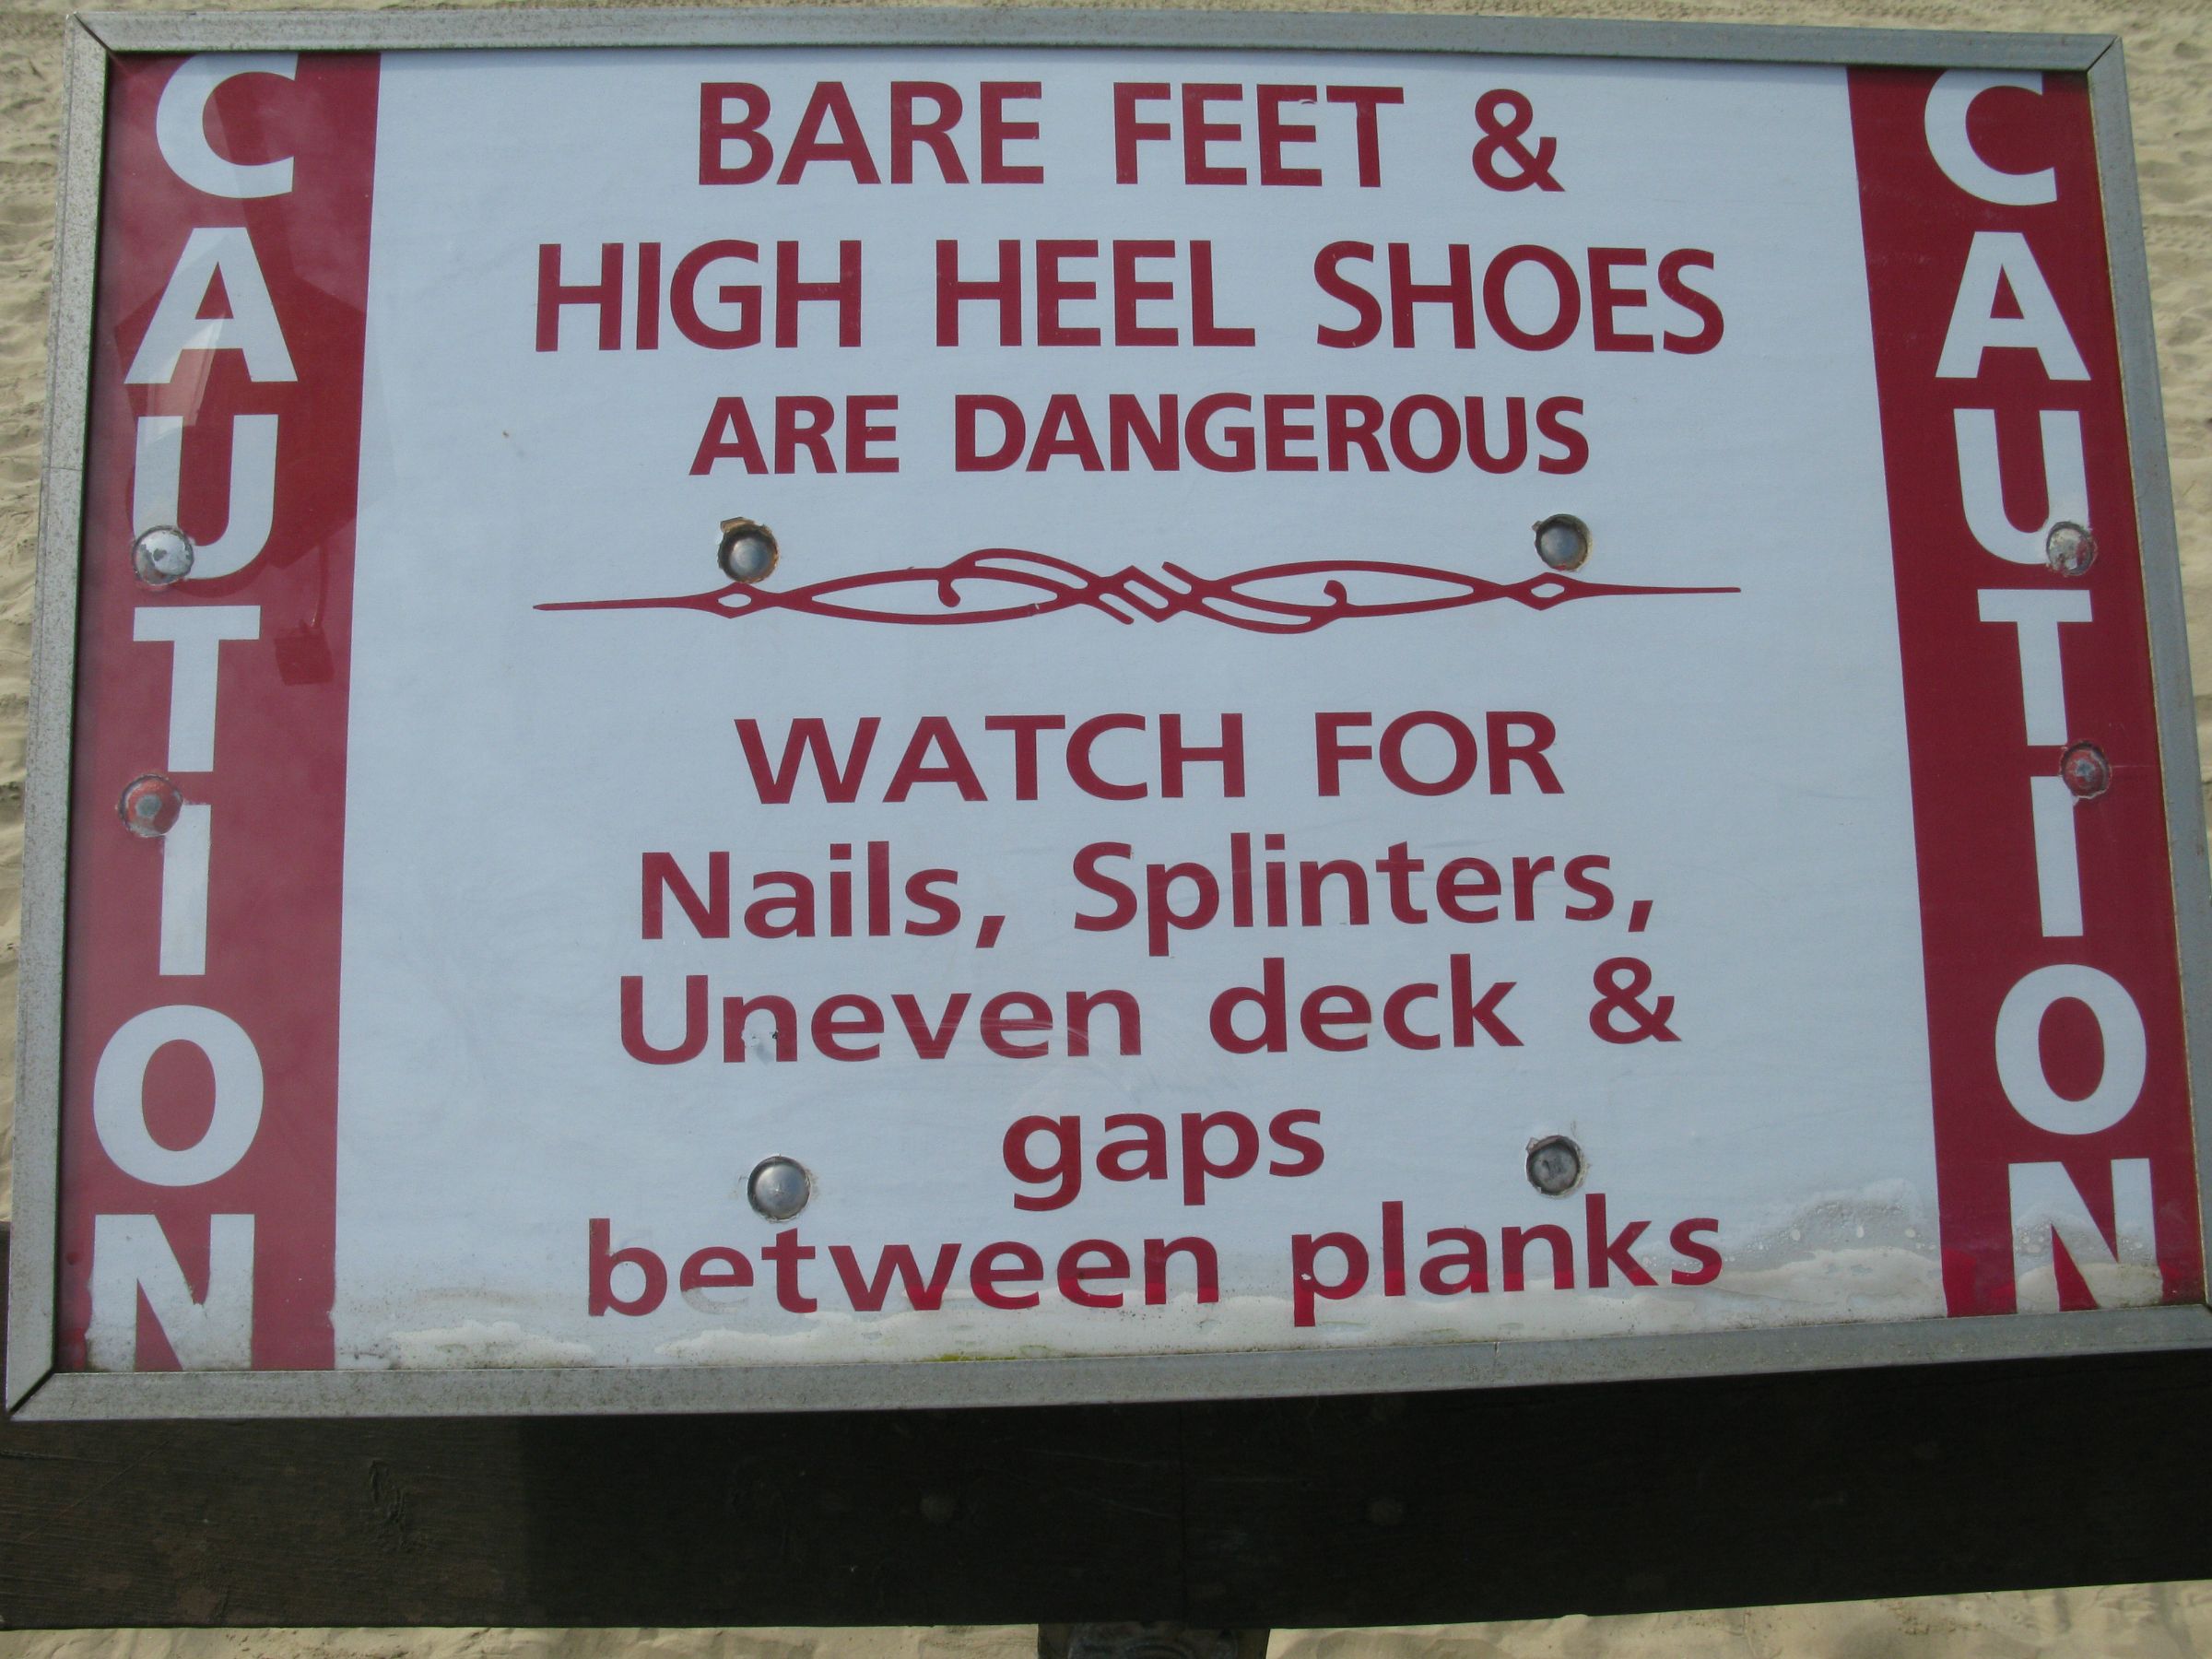 CAUTION
BARE FEET &
HIGH HEEL SHOES
ARE DANGEROUS
WATCH FOR
Nails, Splinters,
Uneven deck &
gaps
between planks
CAUTION